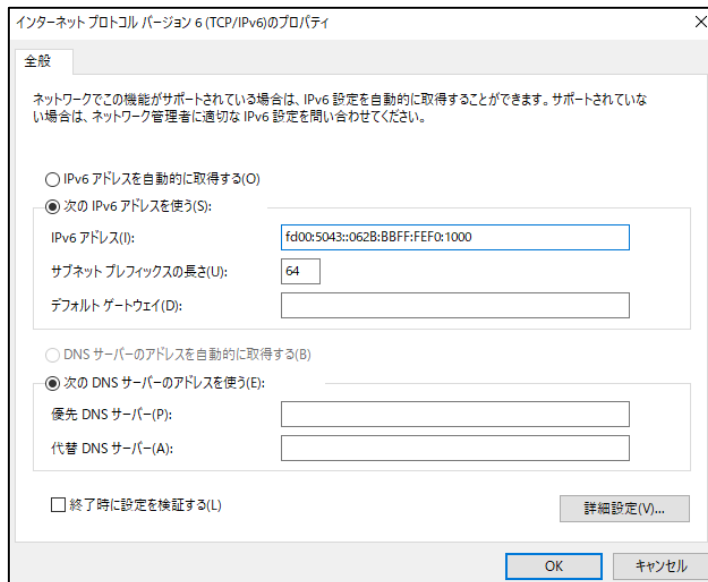 インターネット プロトコル バージョン 6 (TCP/IPv6)のプロパティ
全般
ネットワークでこの機能がサポートされている場合は、IPv6 設定を自動的に取得することができます。サポートされていな
い場合は、ネットワーク管理者に適切な IPv6 設定を問い合わせてください。
IPv6 アドレスを自動的に取得する(O)
次の IPv6 アドレスを使う(S):
IPv6 アドレス(I):
fd00:5043::062B:BBFF:FEF0:1000
サブネット プレフィックスの長さ(U):
64
デフォルト ゲートウェイ(D):
DNS サーバーのアドレスを自動的に取得する(B)
次の DNS サーバーのアドレスを使う(E):
優先 DNS サーバー(P):
代替 DNS サーバー(A):
終了時に設定を検証する(L)
詳細設定(V)...
OK
キャンセル